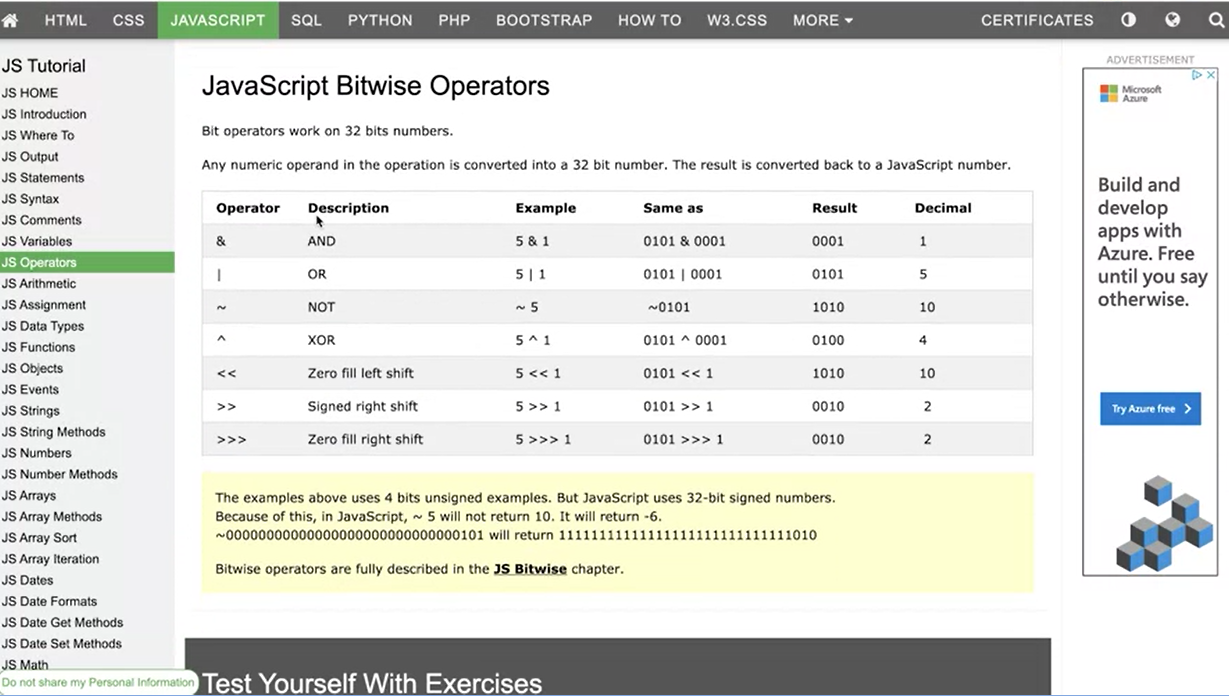 HTML CSS JAVASCRIPT SQL PYTHON PHP BOOTSTRAP HOW TO W3.CSS MORE CERTIFICATES
JS Tutorial
JS HOME
JS Introduction
JS Where To
JS Output
JS Statements
JS Syntax
JS Comments
JS Variables
JS Operators
JS Arithmetic
JS Assignment
JS Data Types
JS Functions
JS Objects
JS Events
JS Strings
JS String Methods
JS Numbers
JS Number Methods
JS Arrays
JS Array Methods
JS Array Sort
JS Array Iteration
JS Dates
JS Date Formats
JS Date Get Methods
JS Date Set Methods
JS Math
Do not share my Personal Information
JavaScript Bitwise Operators
Bit operators work on 32 bits numbers.
Any numeric operand in the operation is converted into a 32 bit number. The result is converted back to a JavaScript number.
Operator Description Example Same as Result Decimal
& AND 5 & 1 0101 & 0001 0001 1
| OR 5 | 1 0101 | 0001 0101 5
~ NOT ~ 5 ~0101 1010 10
^ XOR 5 ^ 1 0101 ^ 0001 0100 4
<< Zero fill left shift 5 << 1 0101 << 1 1010 10
>> Signed right shift 5 >> 1 0101 >> 1 0010 2
>>> Zero fill right shift 5 >>> 1 0101 >>> 1 0010 2
The examples above uses 4 bits unsigned examples. But JavaScript uses 32-bit signed numbers.
Because of this, in JavaScript, ~ 5 will not return 10. It will return -6.
~00000000000000000000000000000101 will return 11111111111111111111111111111010
Bitwise operators are fully described in the JS Bitwise chapter.
Test Yourself With Exercises
ADVERTISEMENT
Microsoft
Azure
Build and
develop
apps with
Azure. Free
until you say
otherwise.
Try Azure free